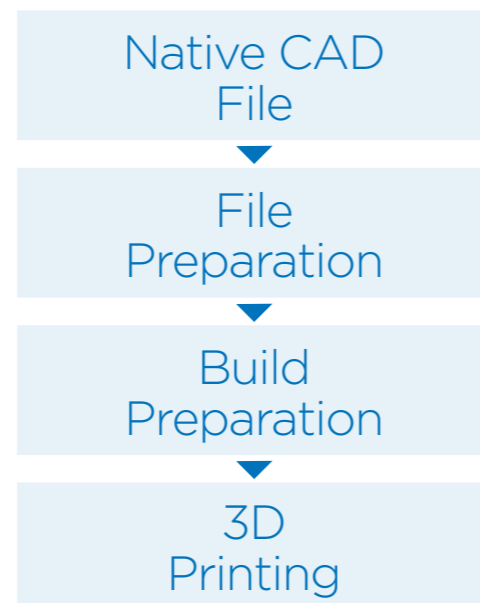 Native CAD
File
File
Preparation
Build
Preparation
3D
Printing